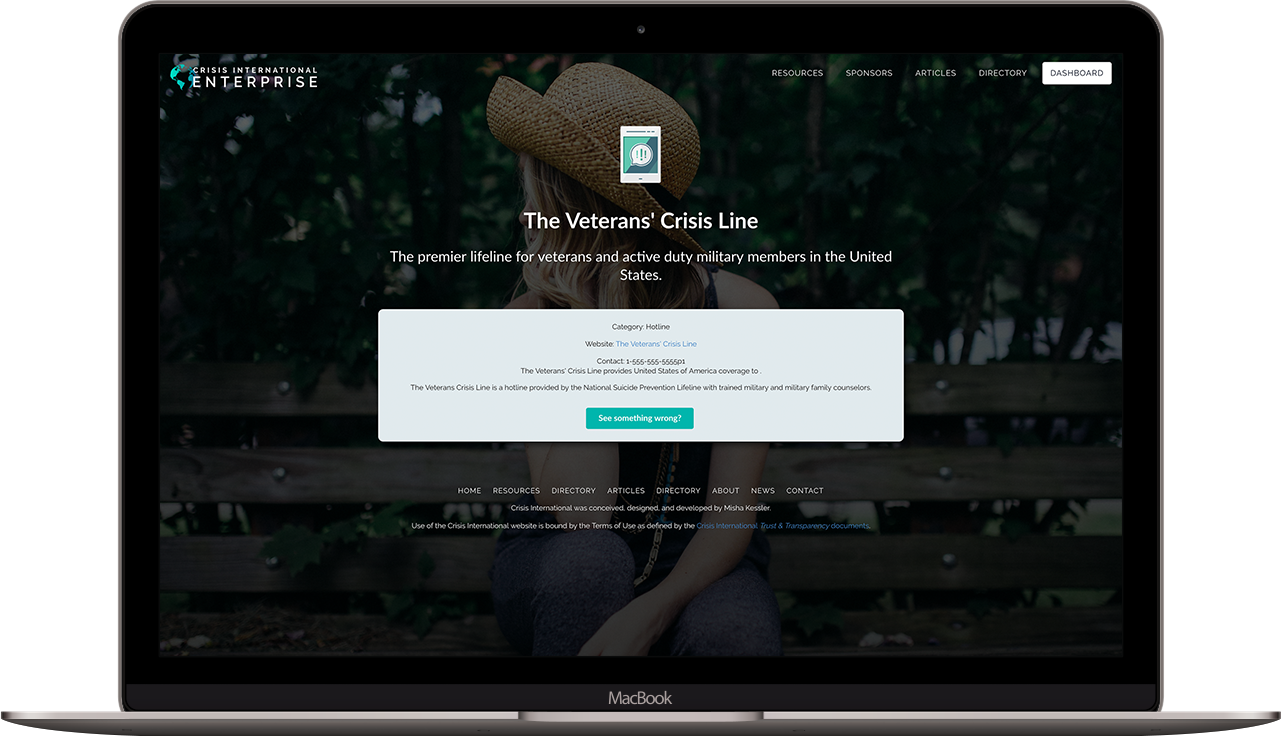 CRISIS INTERNATIONAL
ENTERPRISE
RESOURCES SPONSORS ARTICLES DIRECTORY DASHBOARD
The Veterans' Crisis Line
The premier lifeline for veterans and active duty military members in the United
States.
Category: Hotline
Website: The Veterans' Crisis Line
Contact: 1-555-555-5555p1
The Veterans' Crisis Line provides United States of America coverage to .
The Veterans Crisis Line is a hotline provided by the National Suicide Prevention Lifeline with trained military and military family counselors.
See something wrong?
HOME RESOURCES DIRECTORY ARTICLES DIRECTORY ABOUT NEWS CONTACT
Crisis International was conceived, designed, and developed by Misha Kessler.
Use of the Crisis International website is bound by the Terms of Use as defined by the Crisis International Trust & Transparency documents.
MacBook